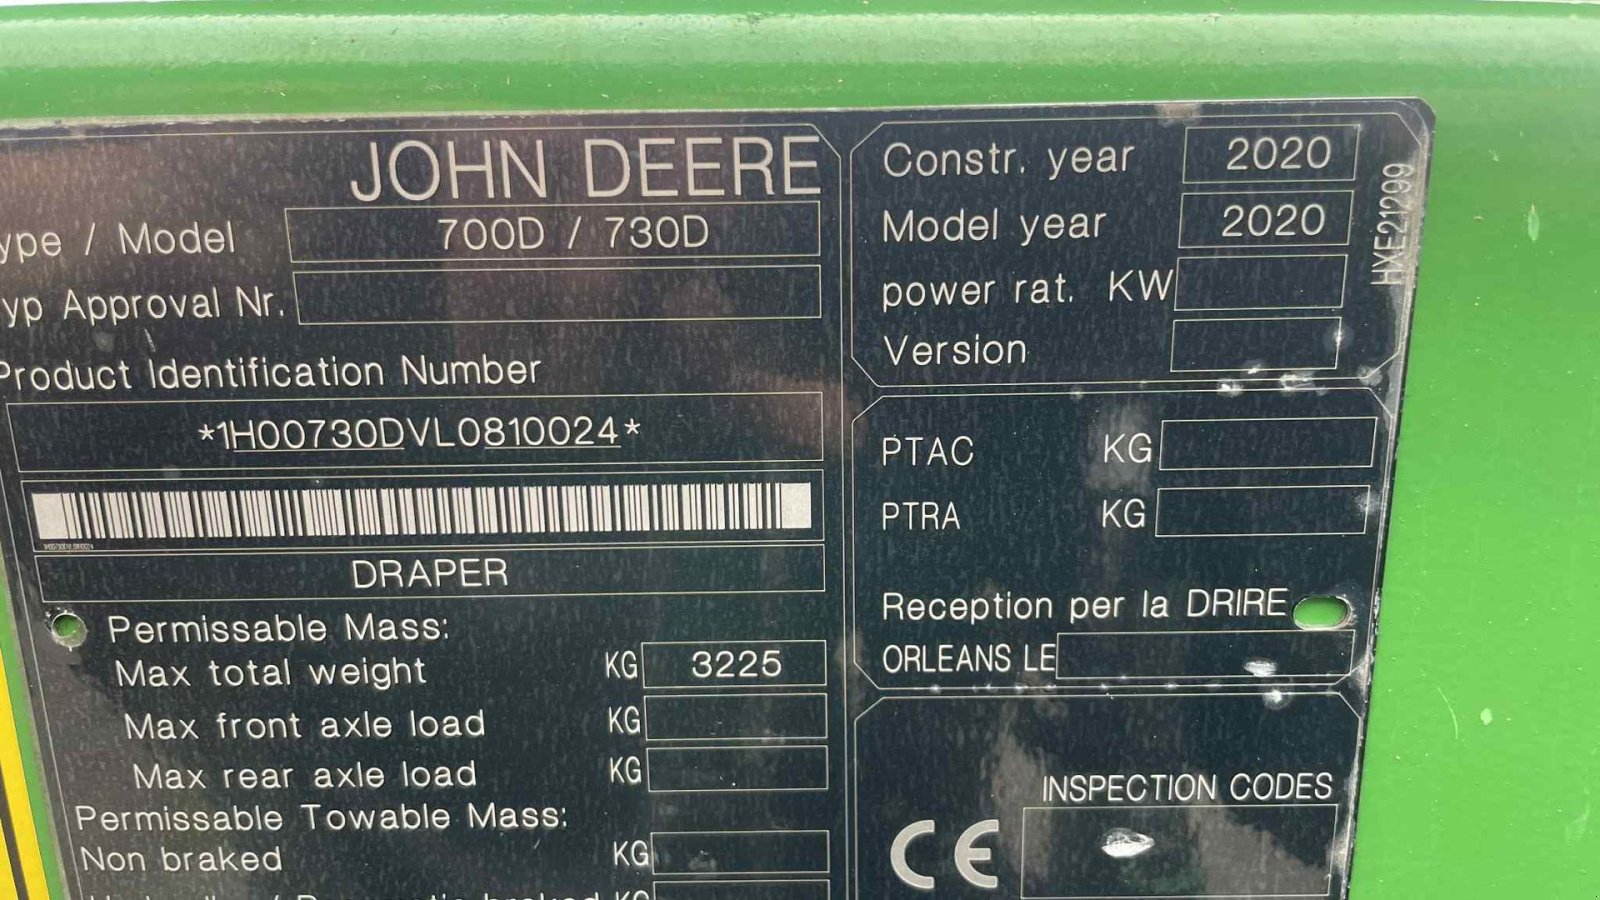 JOHN DEERE
ype / Model 700D / 730D
yp Approval Nr.
Product Identification Number
*1H00730DVL0810024*
DRAPER
Permissable Mass:
Max total weight KG 3225
Max front axle load KG
Max rear axle load KG
Permissable Towable Mass:
Non braked KG
braked KG
Constr. year 2020
Model year 2020
power rat. KW
Version
HXE21299
PTAC KG
PTRA KG
Reception per la DRIRE
ORLEANS LE
INSPECTION CODES
CE